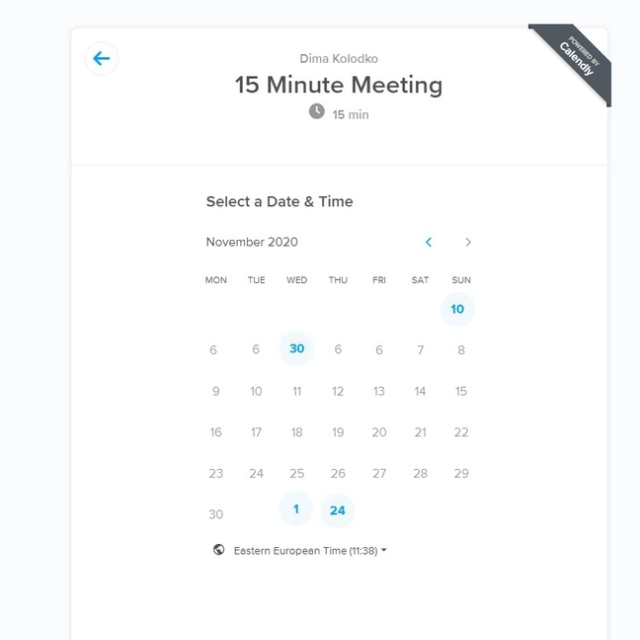 POWERED BY
Calendly
Dima Kolodko
15 Minute Meeting
15 min
Select a Date & Time
November 2020
MON TUE WED THU FRI SAT SUN
10
6 6 30 6 6 7 8
9 10 11 12 13 14 15
16 17 18 19 20 21 22
23 24 25 26 27 28 29
30 1 24
Eastern European Time (11:38)